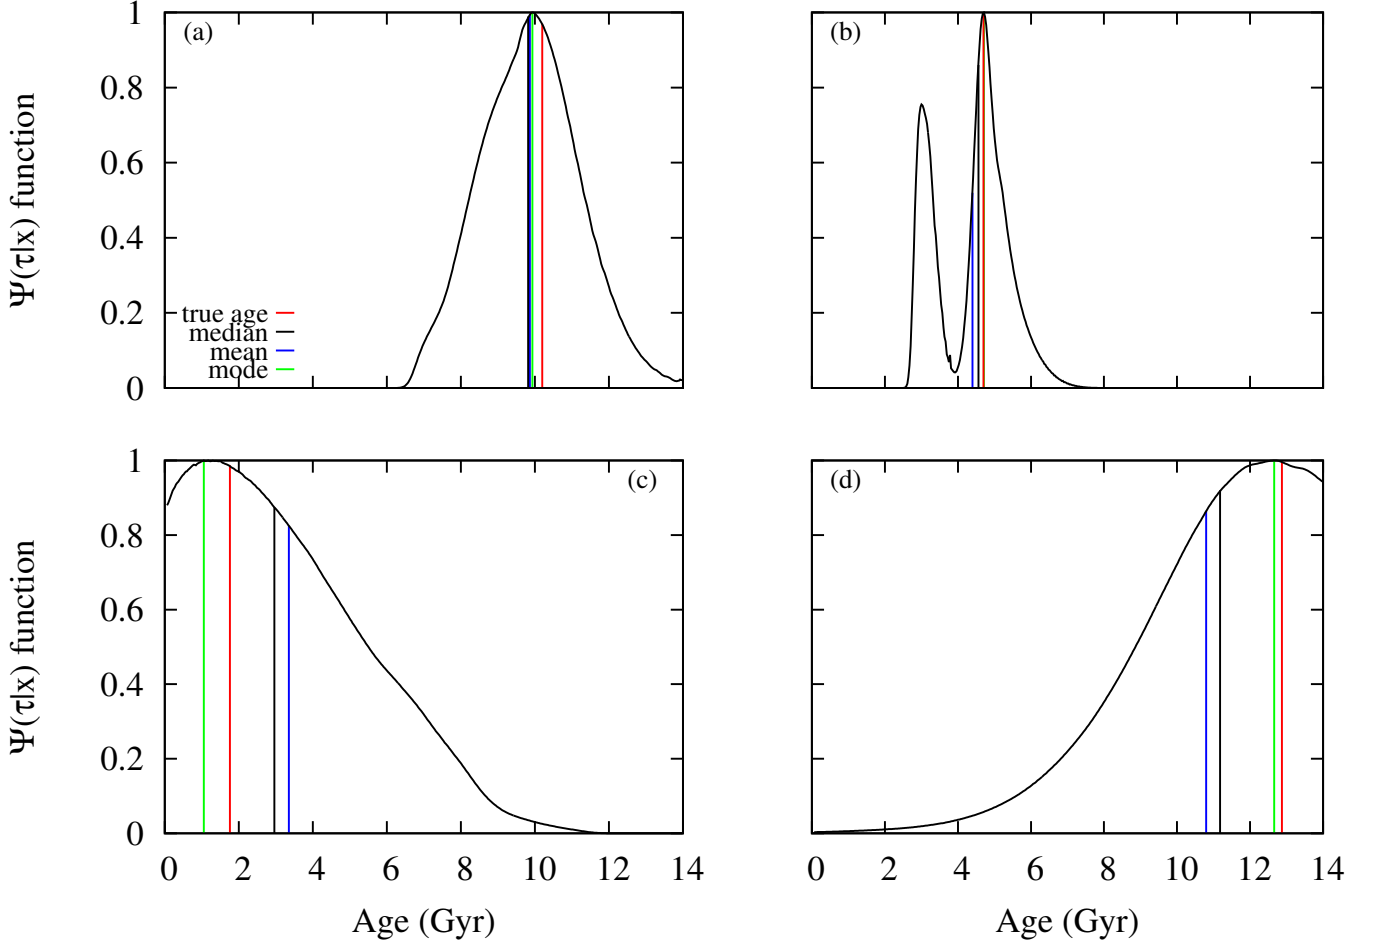 (a)
Ψ(τ|x) function
1
0.8
0.6
0.4
0.2
0
true age
median
mean
mode
(b)
(c)
Ψ(τ|x) function
1
0.8
0.6
0.4
0.2
0
0 2 4 6 8 10 12 14
Age (Gyr)
(d)
0 2 4 6 8 10 12 14
Age (Gyr)